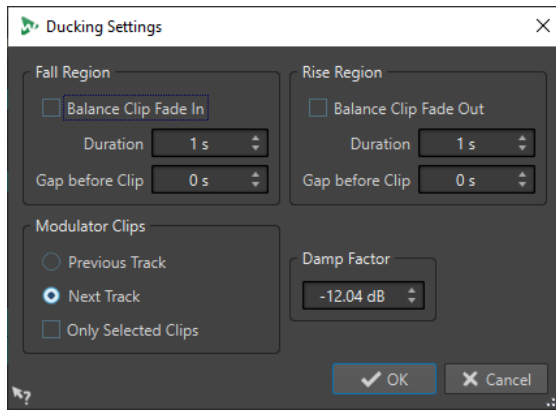 Ducking Settings
Fall Region
Balance Clip Fade In
Duration 1 s
Gap before Clip 0 s
Rise Region
Balance Clip Fade Out
Duration 1 s
Gap before Clip 0 s
Modulator Clips
Previous Track
Next Track
Only Selected Clips
Damp Factor
-12.04 dB
OK
Cancel
?